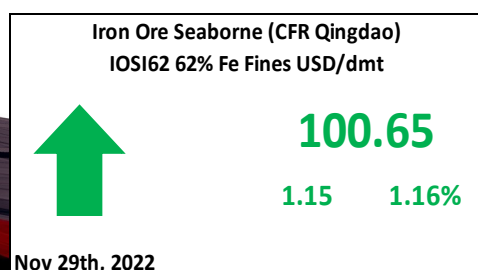 Iron Ore Seaborne (CFR Qingdao)
IOSI62 62% Fe Fines USD/dmt
100.65
1.15 1.16%
Nov 29th, 2022